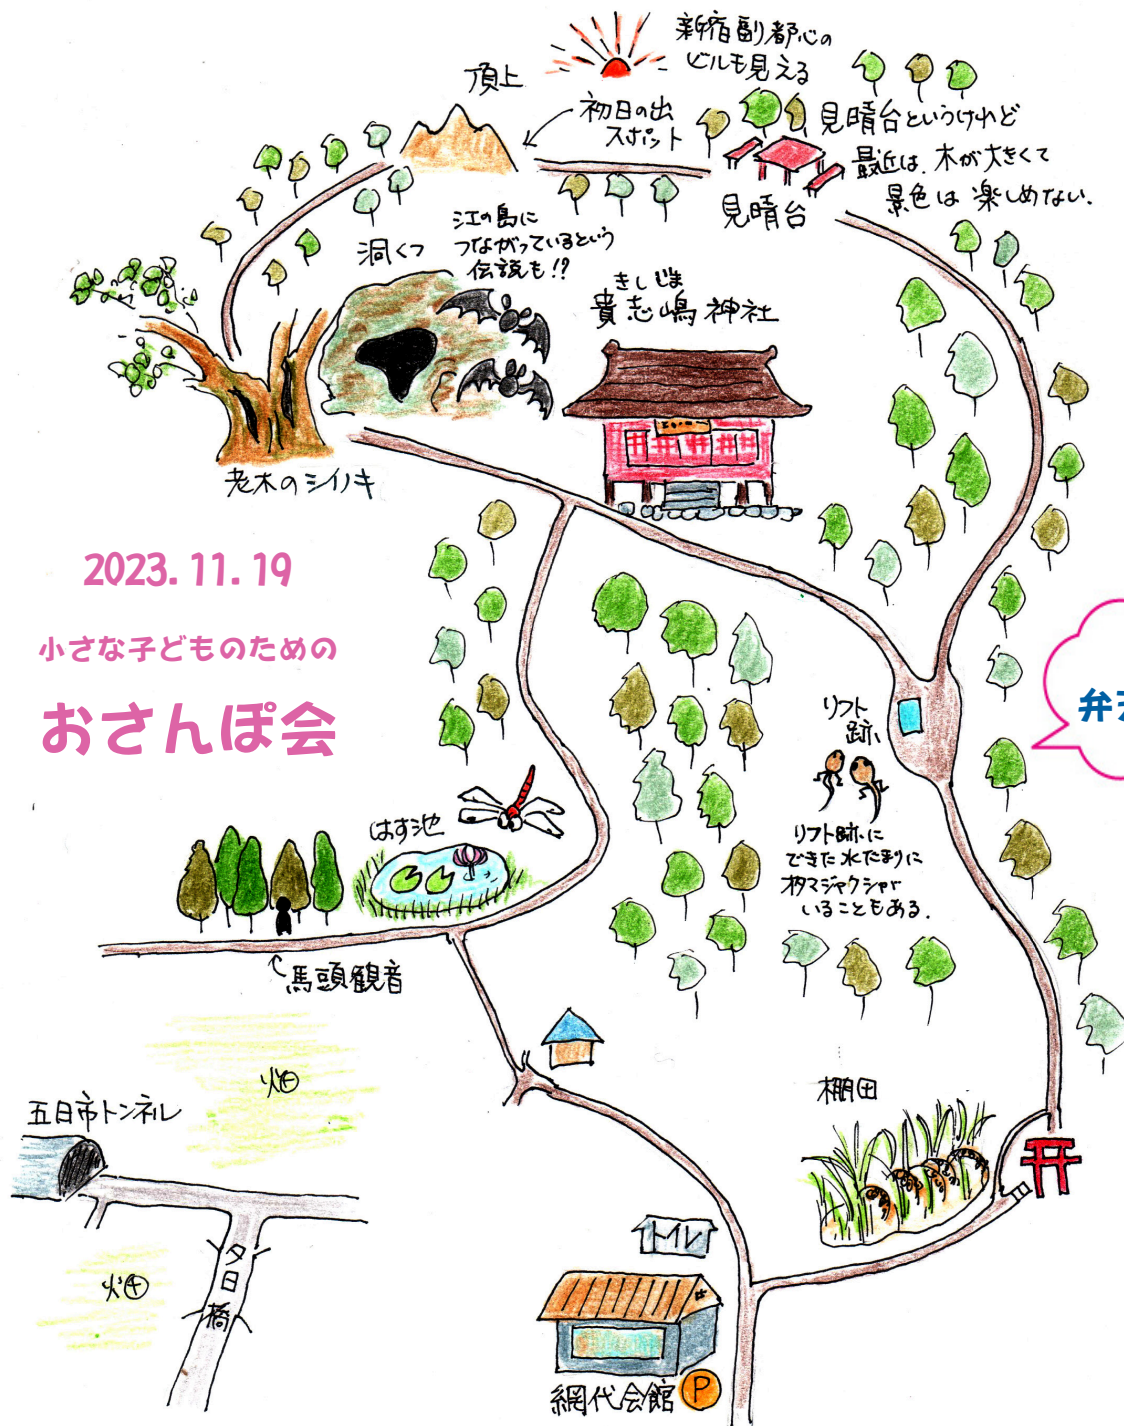 新宿副都心の
ビルも見える
頂上
初日の出
スポット
見晴台というけれど
最近は、木が大きくて
景色は楽しめない.
見晴台
洞くつ
江の島に
つながっているという
伝説も!?
きしじま
貴志嶋神社
老木のシイノキ
2023.11.19
小さな子どものための
おさんぽ会
リフト
跡
リフト跡に
できた水たまりに
オタマジャクシが
いることもある.
はす池
馬頭観音
畑
五日市トンネル
棚田
畑
夕日橋
トイレ
網代会館
P